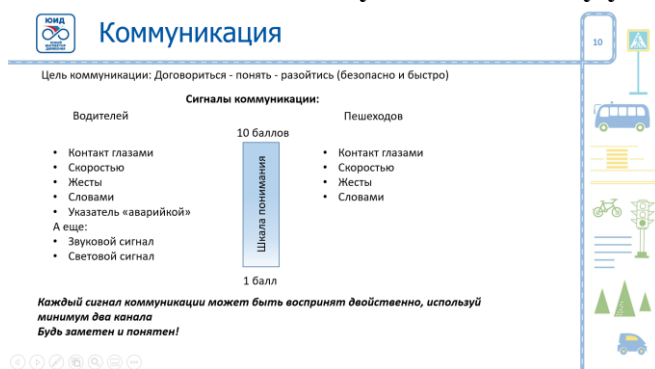 ЮИД
Коммуникация
10
Цель коммуникации: Договориться - понять - разойтись (безопасно и быстро)
Сигналы коммуникации:
Водителей
Пешеходов
10 баллов
• Контакт глазами
• Скоростью
• Жесты
• Словами
• Указатель «аварийкой»
А еще:
• Звуковой сигнал
• Световой сигнал
Шкала понимания
• Контакт глазами
• Скоростью
• Жесты
• Словами
1 балл
Каждый сигнал коммуникации может быть воспринят двойственно, используй
минимум два канала
Будь заметен и понятен!